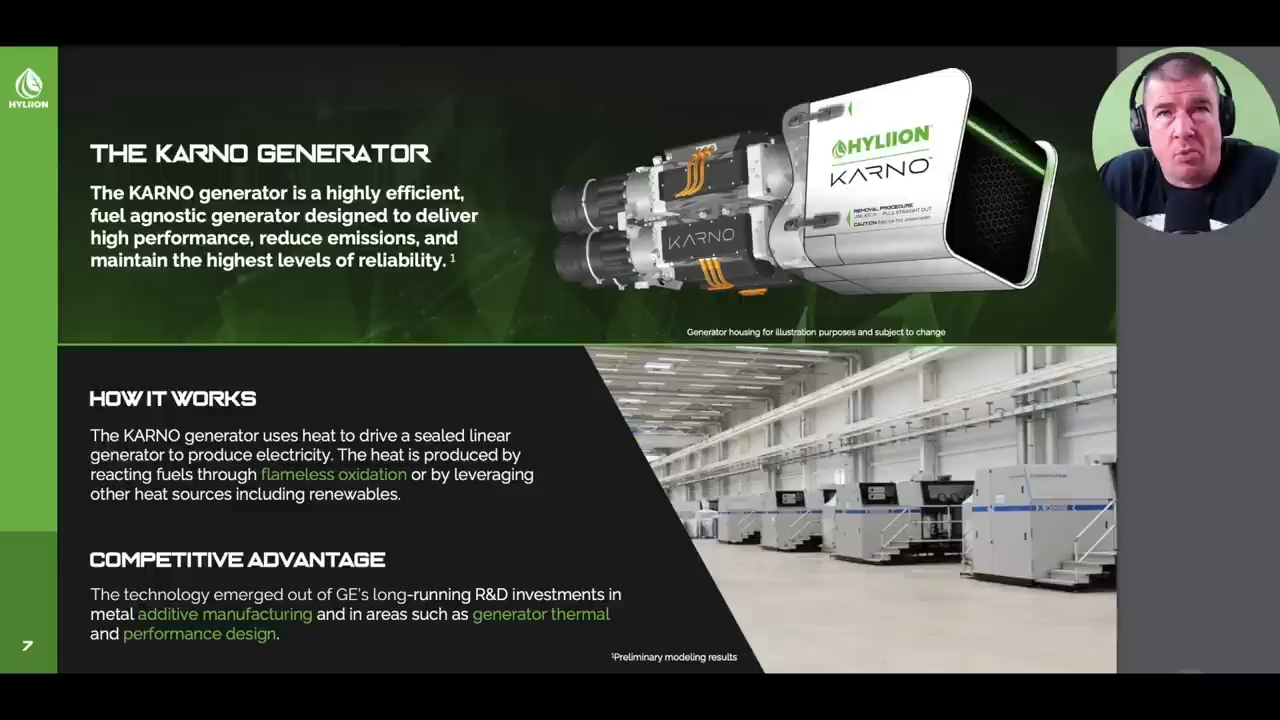 HYLIION
THE KARNO GENERATOR
The KARNO generator is a highly efficient,
fuel agnostic generator designed to deliver
high performance, reduce emissions, and
maintain the highest levels of reliability. 1
HYLIION
KARNO™
REMOVAL PROCEDURE
CAUTION
KARNO
Generator housing for illustration purposes and subject to change
HOW IT WORKS
The KARNO generator uses heat to drive a sealed linear
generator to produce electricity. The heat is produced by
reacting fuels through flameless oxidation or by leveraging
other heat sources including renewables.
COMPETITIVE ADVANTAGE
The technology emerged out of GE's long-running R&D investments in
metal additive manufacturing and in areas such as generator thermal
and performance design.
7
1Preliminary modeling results